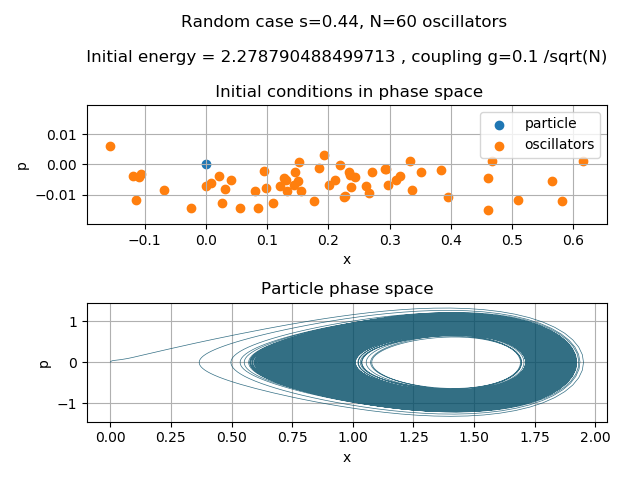 Random case s=0.44, N=60 oscillators
Initial energy = 2.278790488499713 , coupling g=0.1 /sqrt(N)
Initial conditions in phase space
particle
oscillators
0.01
0.00
−0.01
p
−0.1 0.0 0.1 0.2 0.3 0.4 0.5 0.6
x
Particle phase space
1
0
−1
p
0.00 0.25 0.50 0.75 1.00 1.25 1.50 1.75 2.00
x